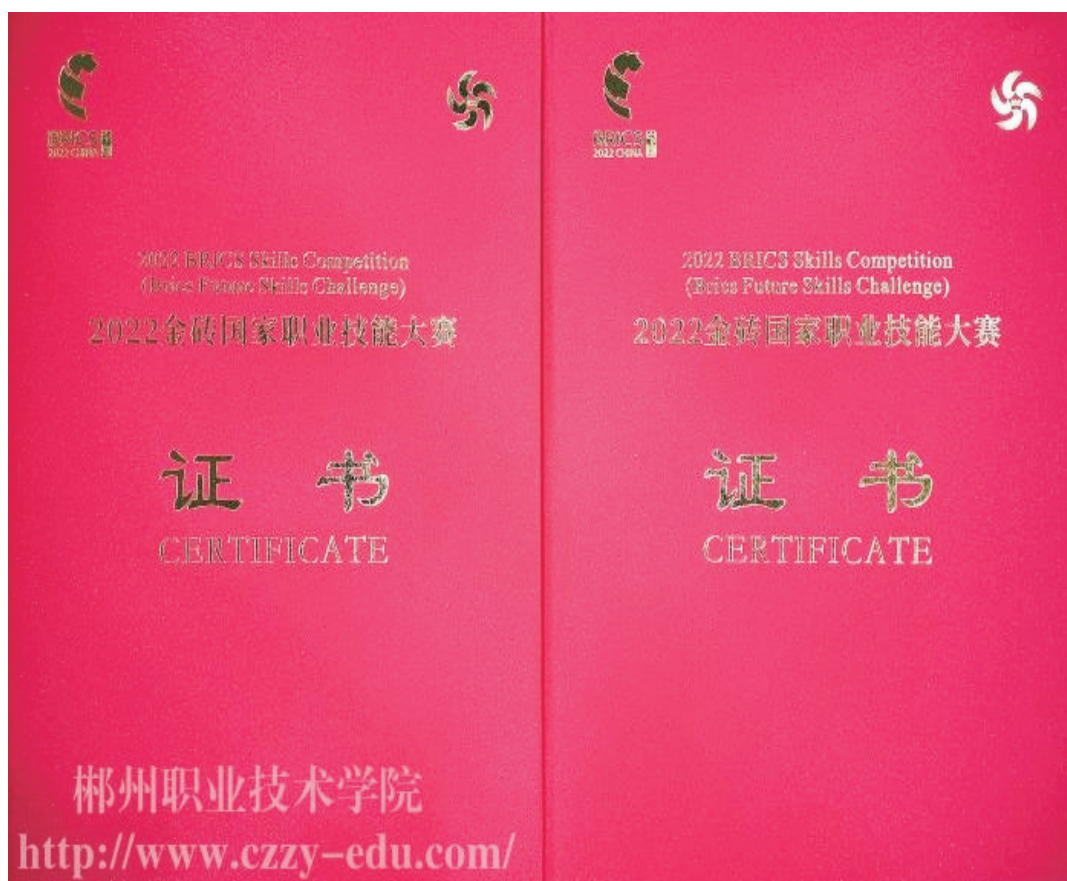 BRICS
2022 CHINA
2022 BRICS Skills Competition
(Brics Future Skills Challenge)
2022金砖国家职业技能大赛
证 书
CERTIFICATE
BRICS
2022 CHINA
2022 BRICS Skills Competition
(Brics Future Skills Challenge)
2022金砖国家职业技能大赛
证 书
CERTIFICATE
郴州职业技术学院
http://www.czzy-edu.com/